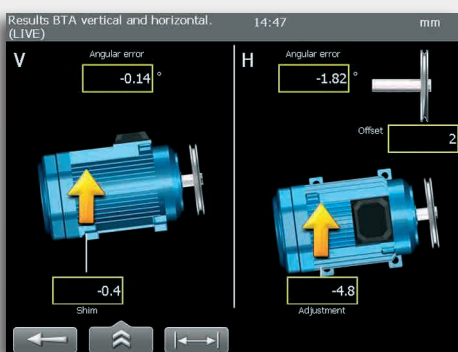 Results BTA vertical and horizontal. 14:47 mm
(LIVE)
V
Angular error
-0.14 °
-0.4
Shim
H
Angular error
-1.82 °
Offset
2
-4.8
Adjustment